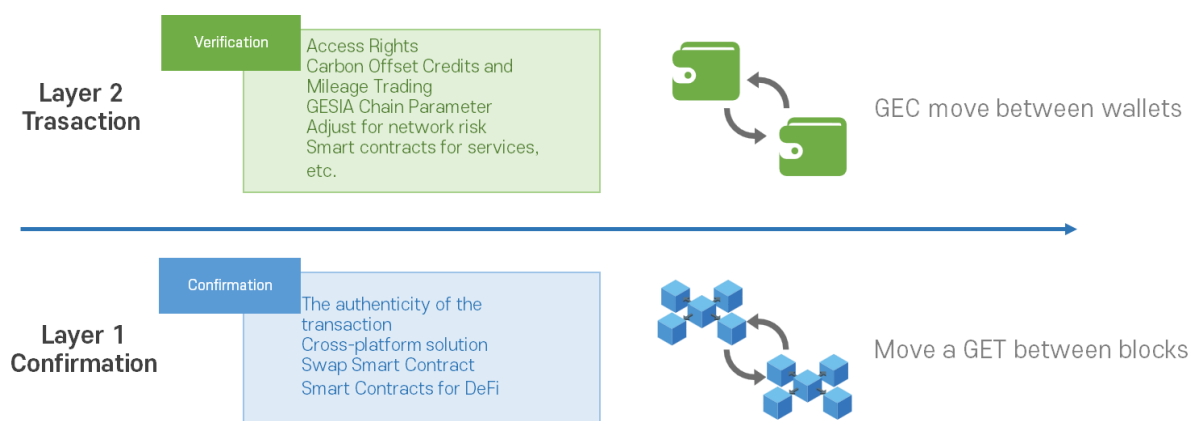 Verification
Layer 2
Trasaction
Access Rights
Carbon Offset Credits and
Mileage Trading
GESIA Chain Parameter
Adjust for network risk
Smart contracts for services,
etc.
GEC move between wallets
Confirmation
Layer 1
Confirmation
The authenticity of the
transaction
Cross-platform solution
Swap Smart Contract
Smart Contracts for DeFi
Move a GET between blocks